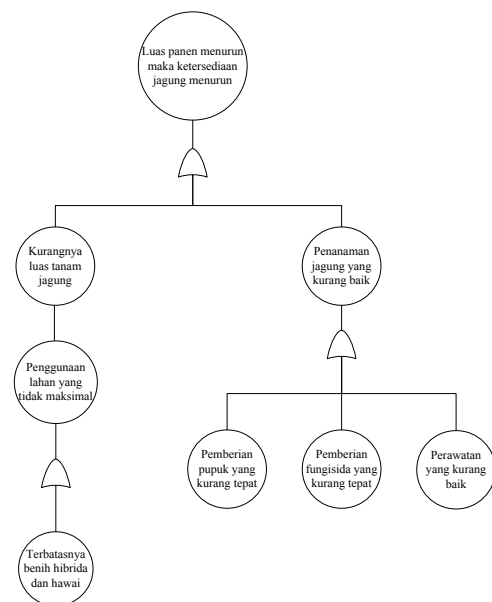 Luas panen menurun
maka ketersediaan
jagung menurun
Kurangnya
luas tanam
jagung
Penanaman
jagung yang
kurang baik
Penggunaan
lahan yang
tidak maksimal
Pemberian
pupuk yang
kurang tepat
Pemberian
fungisida yang
kurang tepat
Perawatan
yang kurang
baik
Terbatasnya
benih hibrida
dan hawai